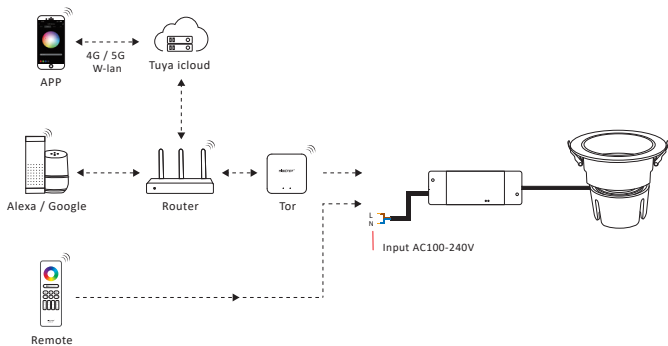 4G / 5G
W-lan
APP
Tuya icloud
Alexa / Google
Router
Tor
L
N
Input AC100-240V
Remote